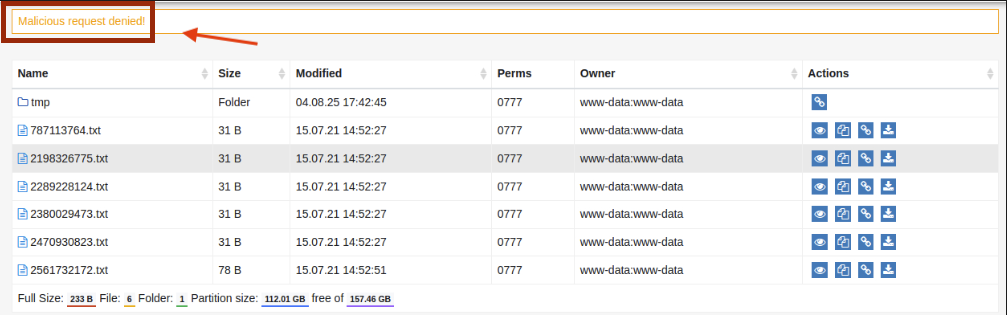 Malicious request denied!
Name Size Modified Perms Owner Actions
tmp Folder 04.08.25 17:42:45 0777 www-data:www-data
787113764.txt 31 B 15.07.21 14:52:27 0777 www-data:www-data
2198326775.txt 31 B 15.07.21 14:52:27 0777 www-data:www-data
2289228124.txt 31 B 15.07.21 14:52:27 0777 www-data:www-data
2380029473.txt 31 B 15.07.21 14:52:27 0777 www-data:www-data
2470930823.txt 31 B 15.07.21 14:52:27 0777 www-data:www-data
2561732172.txt 78 B 15.07.21 14:52:51 0777 www-data:www-data
Full Size: 233 B File: 6 Folder: 1 Partition size: 112.01 GB free of 157.46 GB